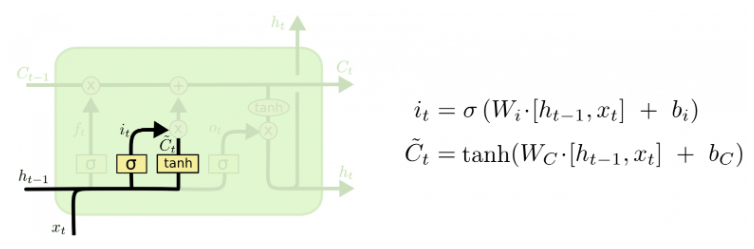 h_t
C_{t-1}
C_t
x
+
tanh
f_t
i_t
x
o_t
x
C̃_t
σ
σ
tanh
σ
h_{t-1}
h_t
x_t
i_t = σ (W_i·[h_{t-1}, x_t] + b_i)
C̃_t = tanh(W_C·[h_{t-1}, x_t] + b_C)